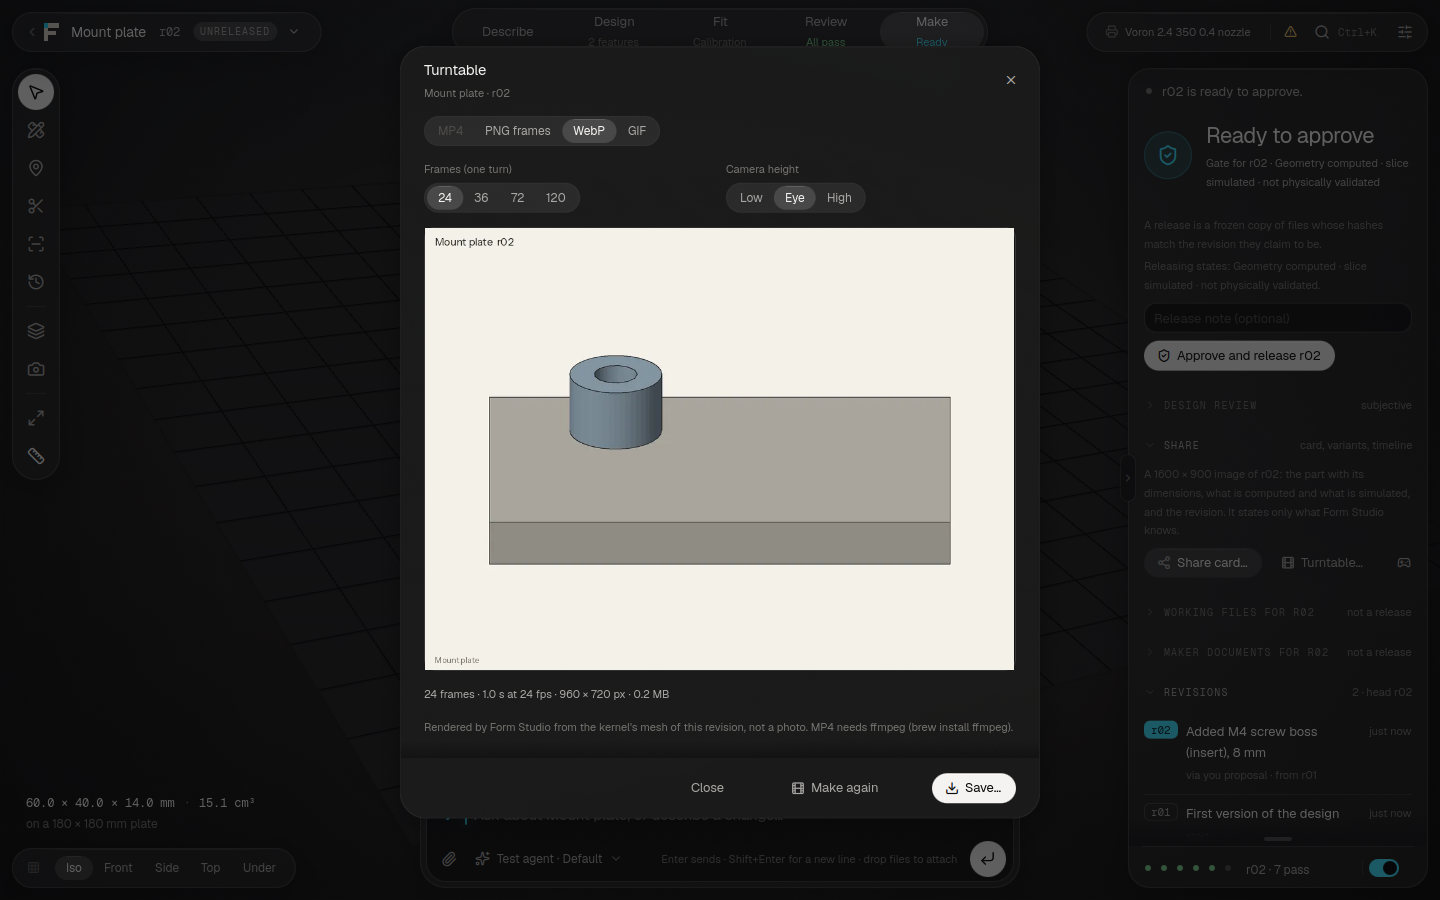 Mount plate r02 UNRELEASED
Describe
Design
2 features
Fit
Calibration
Review
All pass
Make
Ready
Voron 2.4 350 0.4 nozzle
Ctrl+K
Turntable
Mount plate · r02
MP4 PNG frames WebP GIF
Frames (one turn)
24 36 72 120
Camera height
Low Eye High
Mount plate r02
Mount plate
24 frames · 1.0 s at 24 fps · 960 × 720 px · 0.2 MB
Rendered by Form Studio from the kernel's mesh of this revision, not a photo. MP4 needs ffmpeg (brew install ffmpeg).
Close Make again Save...
r02 is ready to approve.
Ready to approve
Gate for r02 · Geometry computed · slice
simulated · not physically validated
A release is a frozen copy of files whose hashes
match the revision they claim to be.
Releasing states: Geometry computed · slice
simulated · not physically validated.
Release note (optional)
Approve and release r02
DESIGN REVIEW subjective
SHARE card, variants, timeline
A 1600 × 900 image of r02: the part with its
dimensions, what is computed and what is simulated,
and the revision. It states only what Form Studio
knows.
Share card... Turntable...
WORKING FILES FOR R02 not a release
MAKER DOCUMENTS FOR R02 not a release
REVISIONS 2 · head r02
r02 Added M4 screw boss just now
(insert), 8 mm
via you proposal · from r01
r01 First version of the design just now
r02 · 7 pass
60.0 × 40.0 × 14.0 mm · 15.1 cm³
on a 180 × 180 mm plate
Iso Front Side Top Under
Test agent · Default
Enter sends · Shift+Enter for a new line · drop files to attach